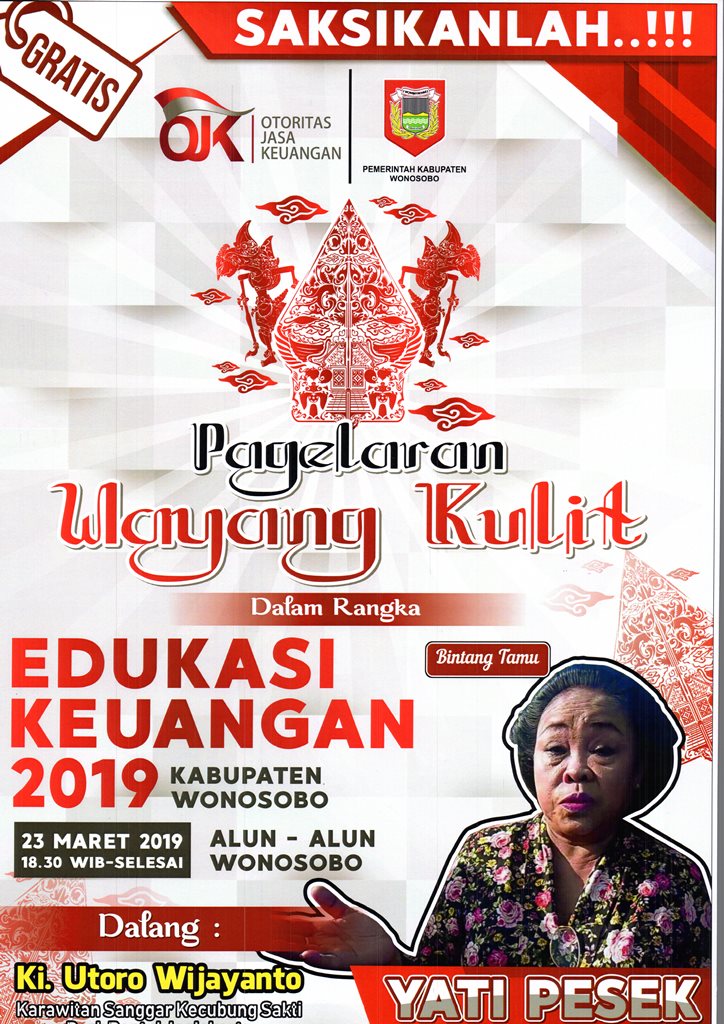 SAKSIKANLAH..!!!
GRATIS
OJK
OTORITAS
JASA
KEUANGAN
PEMERINTAH KABUPATEN
WONOSOBO
Pagelaran
Wayang Kulit
Dalam Rangka
EDUKASI
KEUANGAN
2019 KABUPATEN
WONOSOBO
Bintang Tamu
23 MARET 2019
18.30 WIB-SELESAI
ALUN - ALUN
WONOSOBO
Dalang :
Ki. Utoro Wijayanto
Karawitan Sanggar Kecubung Sakti
YATI PESEK